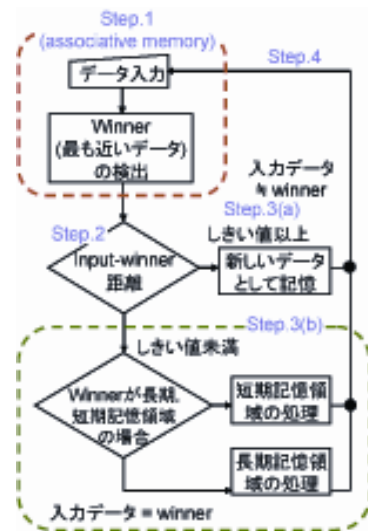 Step.1
(associative memory)
データ入力
Step.4
Winner
(最も近いデータ)
の検出
入力データ
≒ winner
Step.3(a)
Step.2
しきい値以上
Input-winner
距離
新しいデータ
として記憶
Step.3(b)
しきい値未満
Winnerが長期,
短期記憶領域
の場合
短期記憶領
域の処理
長期記憶領
域の処理
入力データ = winner